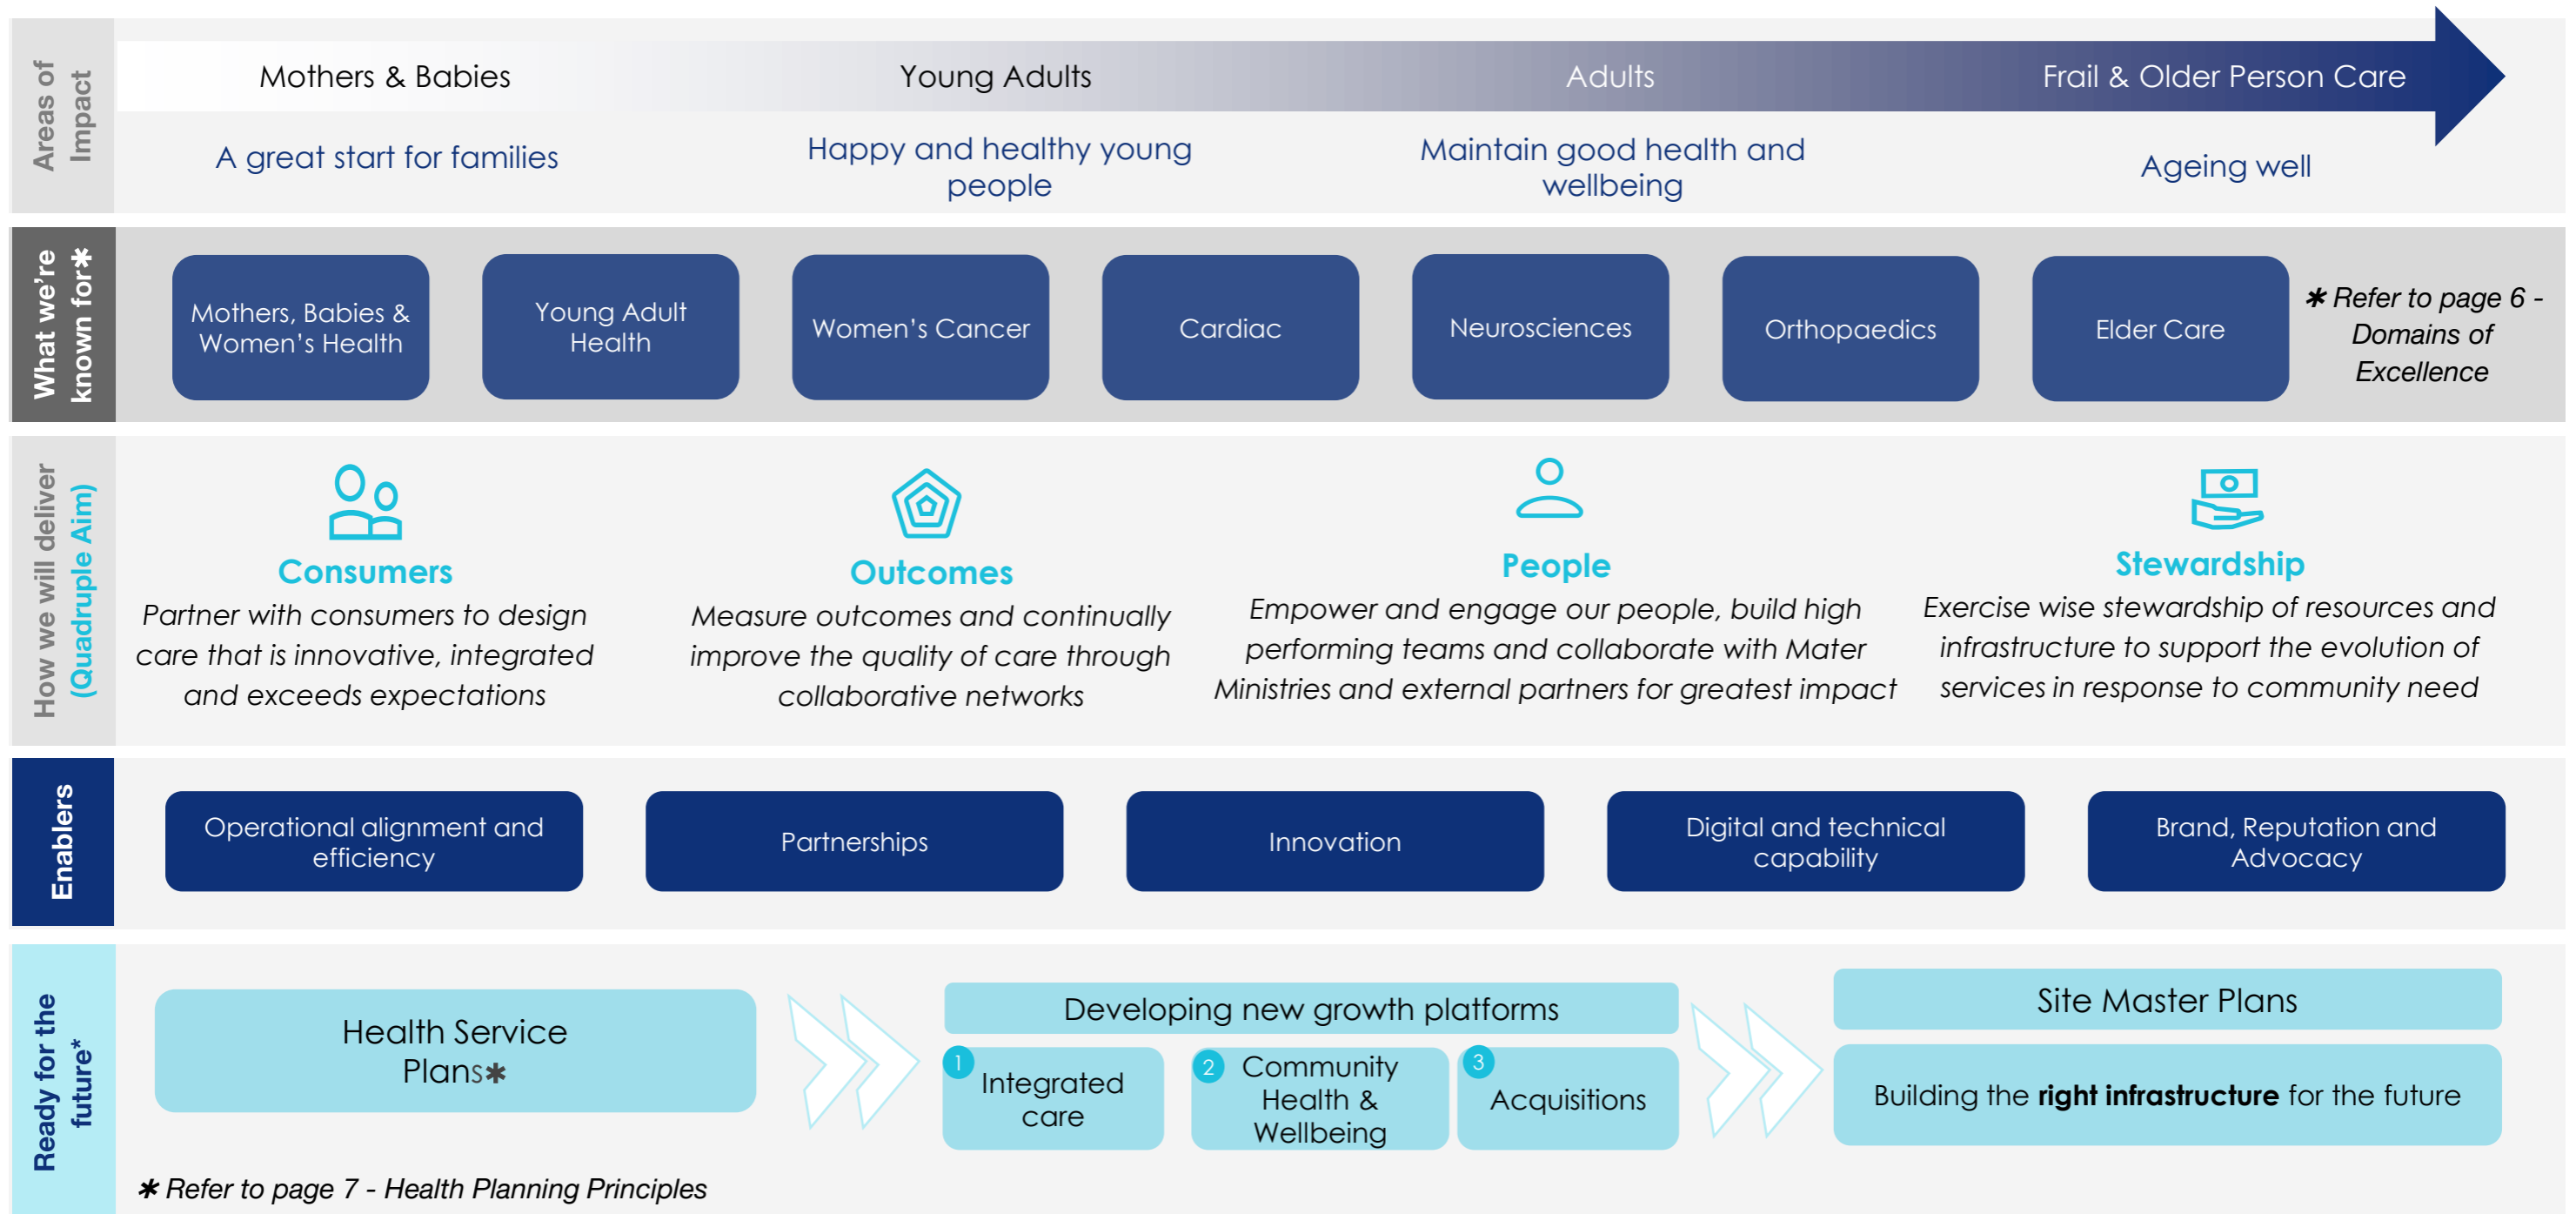 Areas of
Impact
Mothers & Babies
Young Adults
Adults
Frail & Older Person Care
A great start for families
Happy and healthy young
people
Maintain good health and
wellbeing
Ageing well
What we're
known for✱
Mothers, Babies &
Women's Health
Young Adult
Health
Women's Cancer
Cardiac
Neurosciences
Orthopaedics
Elder Care
✱ Refer to page 6 -
Domains of
Excellence
How we will deliver
(Quadruple Aim)
Consumers
Partner with consumers to design
care that is innovative, integrated
and exceeds expectations
Outcomes
Measure outcomes and continually
improve the quality of care through
collaborative networks
People
Empower and engage our people, build high
performing teams and collaborate with Mater
Ministries and external partners for greatest impact
Stewardship
Exercise wise stewardship of resources and
infrastructure to support the evolution of
services in response to community need
Enablers
Operational alignment and
efficiency
Partnerships
Innovation
Digital and technical
capability
Brand, Reputation and
Advocacy
Ready for the
future*
Health Service
Plans✱
Developing new growth platforms
1
Integrated
care
2
Community
Health &
Wellbeing
3
Acquisitions
Site Master Plans
Building the right infrastructure for the future
✱ Refer to page 7 - Health Planning Principles